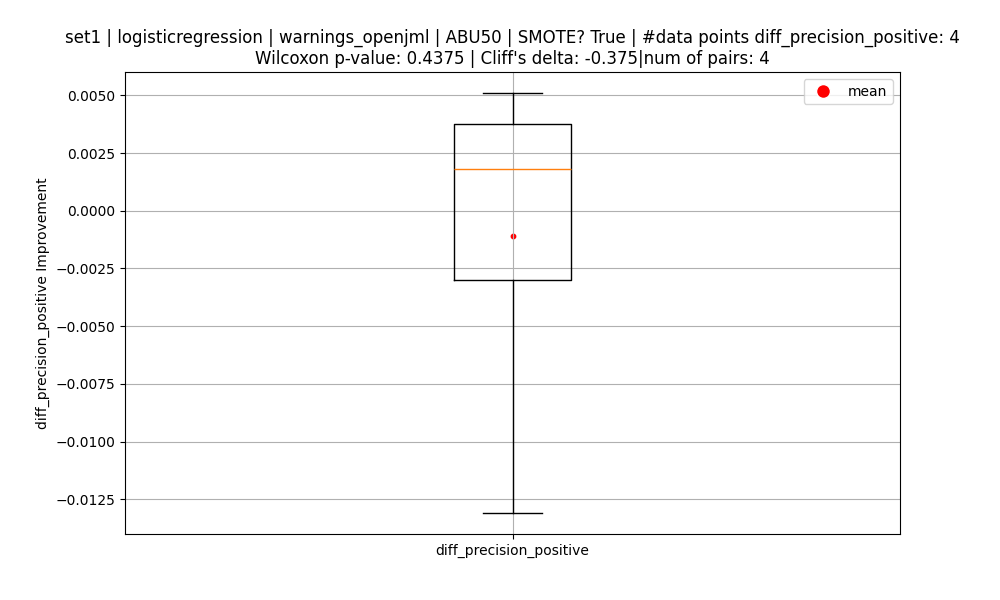 set1 | logisticregression | warnings_openjml | ABU50 | SMOTE? True | #data points diff_precision_positive: 4
Wilcoxon p-value: 0.4375 | Cliff's delta: -0.375|num of pairs: 4
mean
0.0050
0.0025
0.0000
−0.0025
−0.0050
−0.0075
−0.0100
−0.0125
diff_precision_positive Improvement
diff_precision_positive